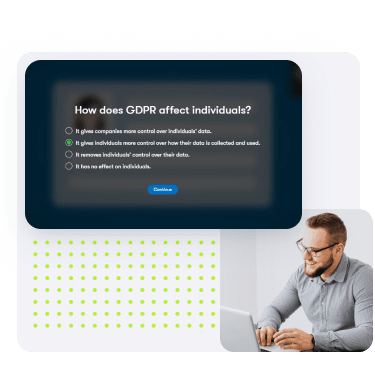 How does GDPR affect individuals?
It gives companies more control over individuals' data.
It gives individuals more control over how their data is collected and used.
It removes individuals' control over their data.
It has no effect on individuals.
Continue